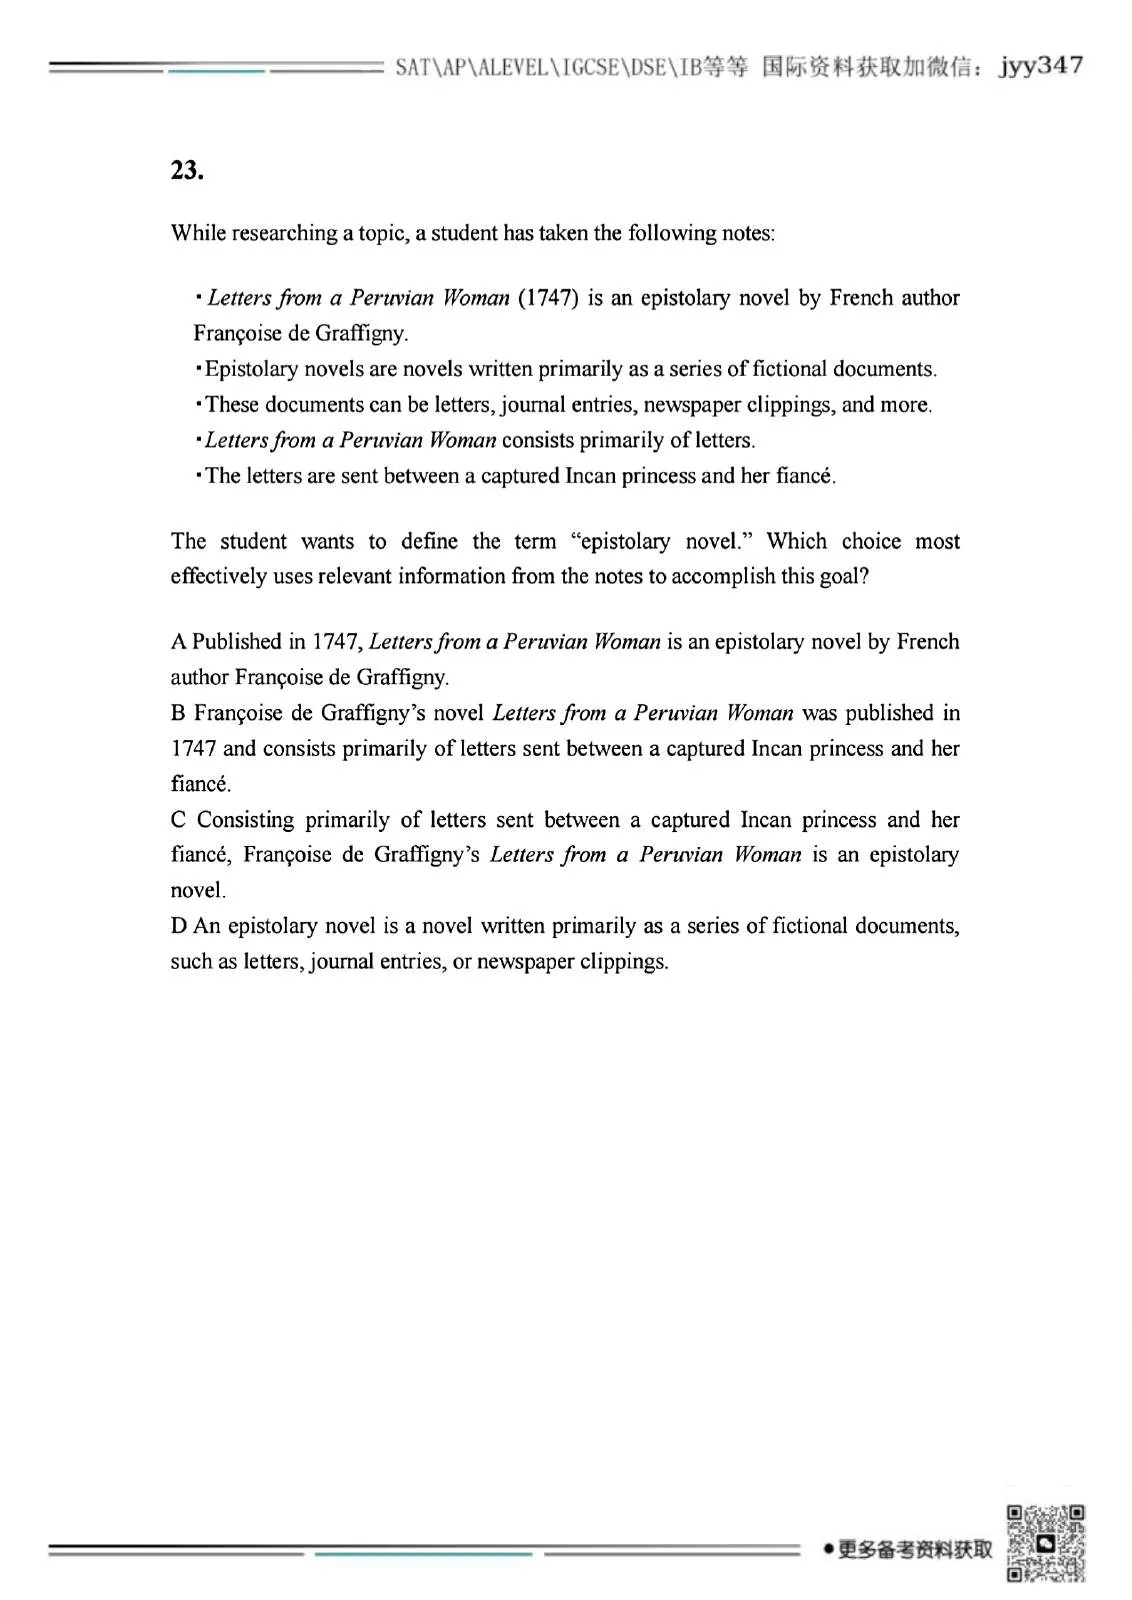 SAT\AP\ALEVEL\IGCSE\DSE\IB等等 国际资料获取加微信：jyy347
23.
While researching a topic, a student has taken the following notes:
·Letters from a Peruvian Woman (1747) is an epistolary novel by French author
Françoise de Graffigny.
·Epistolary novels are novels written primarily as a series of fictional documents.
·These documents can be letters, journal entries, newspaper clippings, and more.
·Letters from a Peruvian Woman consists primarily of letters.
·The letters are sent between a captured Incan princess and her fiancé.
The student wants to define the term “epistolary novel.” Which choice most
effectively uses relevant information from the notes to accomplish this goal?
A Published in 1747, Letters from a Peruvian Woman is an epistolary novel by French
author Françoise de Graffigny.
B Françoise de Graffigny’s novel Letters from a Peruvian Woman was published in
1747 and consists primarily of letters sent between a captured Incan princess and her
fiancé.
C Consisting primarily of letters sent between a captured Incan princess and her
fiancé, Françoise de Graffigny’s Letters from a Peruvian Woman is an epistolary
novel.
D An epistolary novel is a novel written primarily as a series of fictional documents,
such as letters, journal entries, or newspaper clippings.
●更多备考资料获取